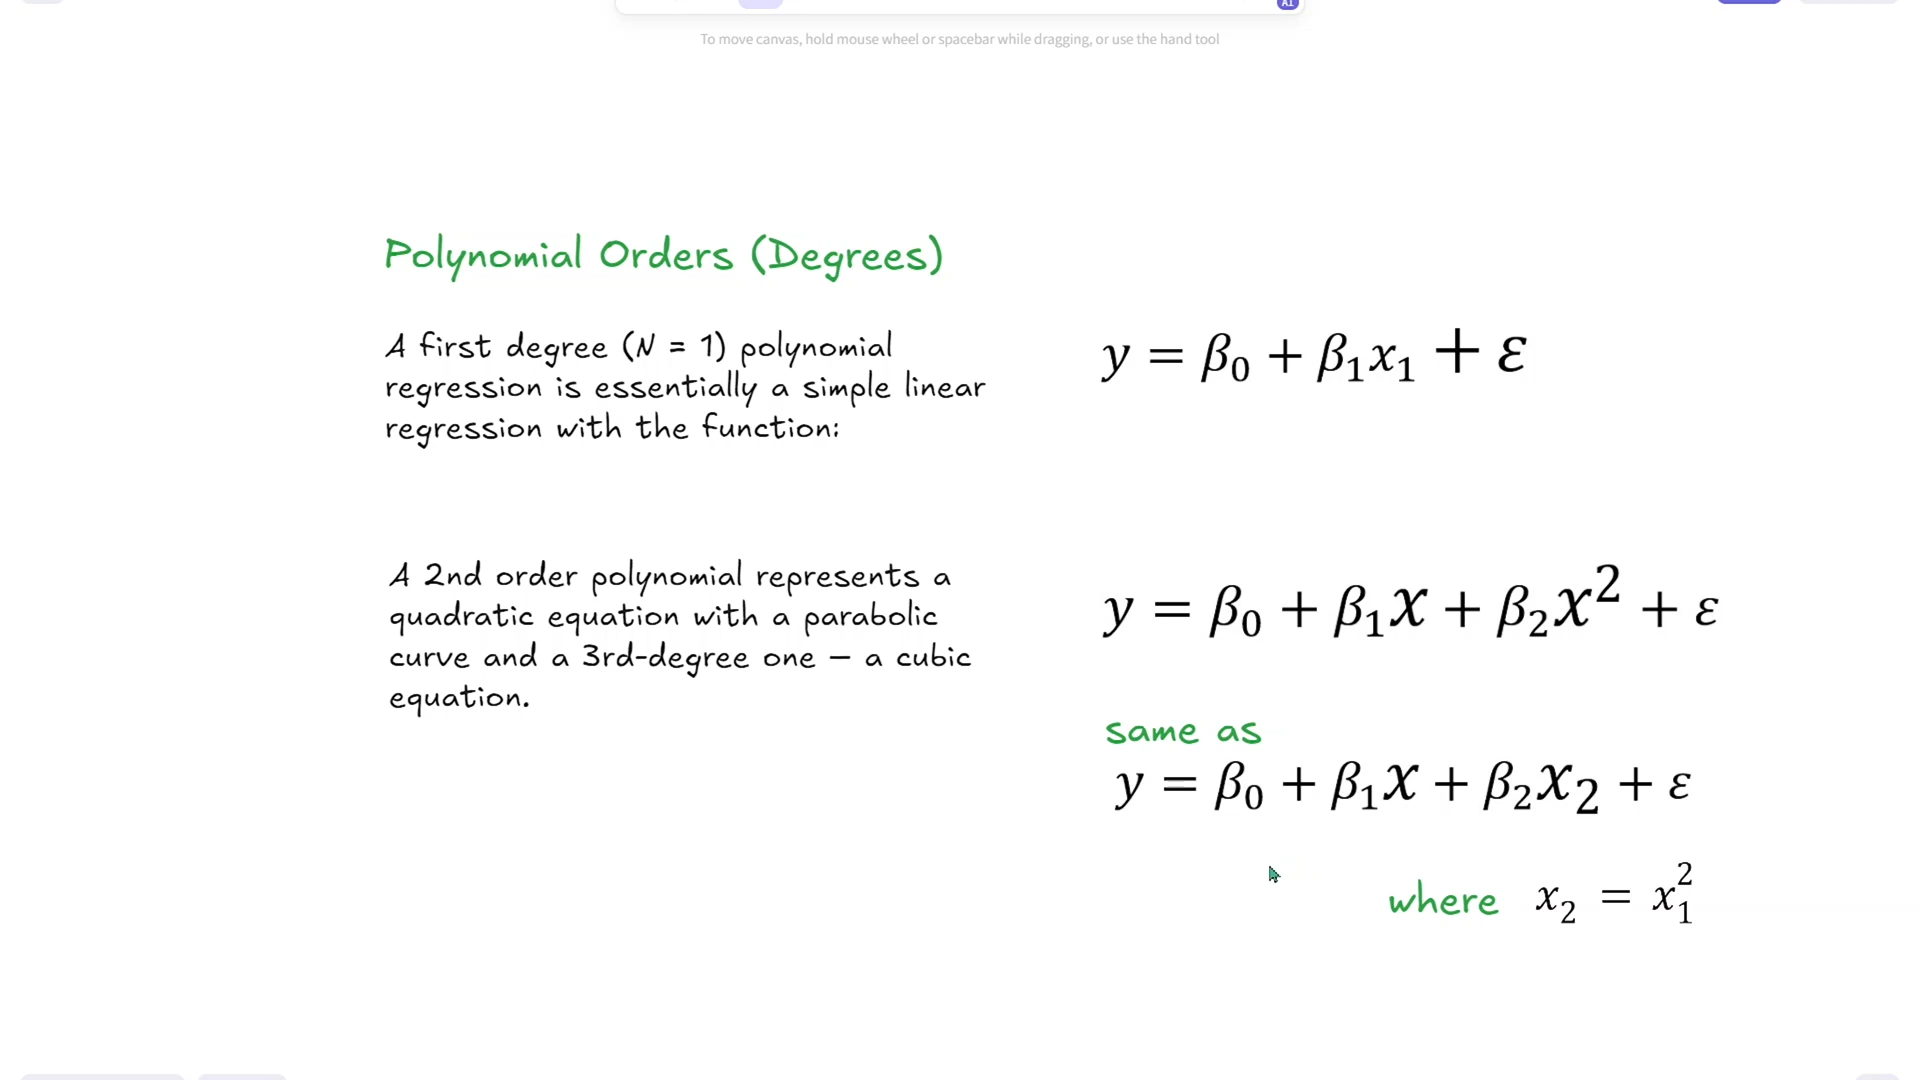 AI
To move canvas, hold mouse wheel or spacebar while dragging, or use the hand tool
Polynomial Orders (Degrees)
A first degree (N = 1) polynomial
regression is essentially a simple linear
regression with the function:
y = β₀ + β₁x₁ + ε
A 2nd order polynomial represents a
quadratic equation with a parabolic
curve and a 3rd-degree one – a cubic
equation.
y = β₀ + β₁x + β₂x² + ε
same as
y = β₀ + β₁x + β₂x₂ + ε
where x₂ = x₁²